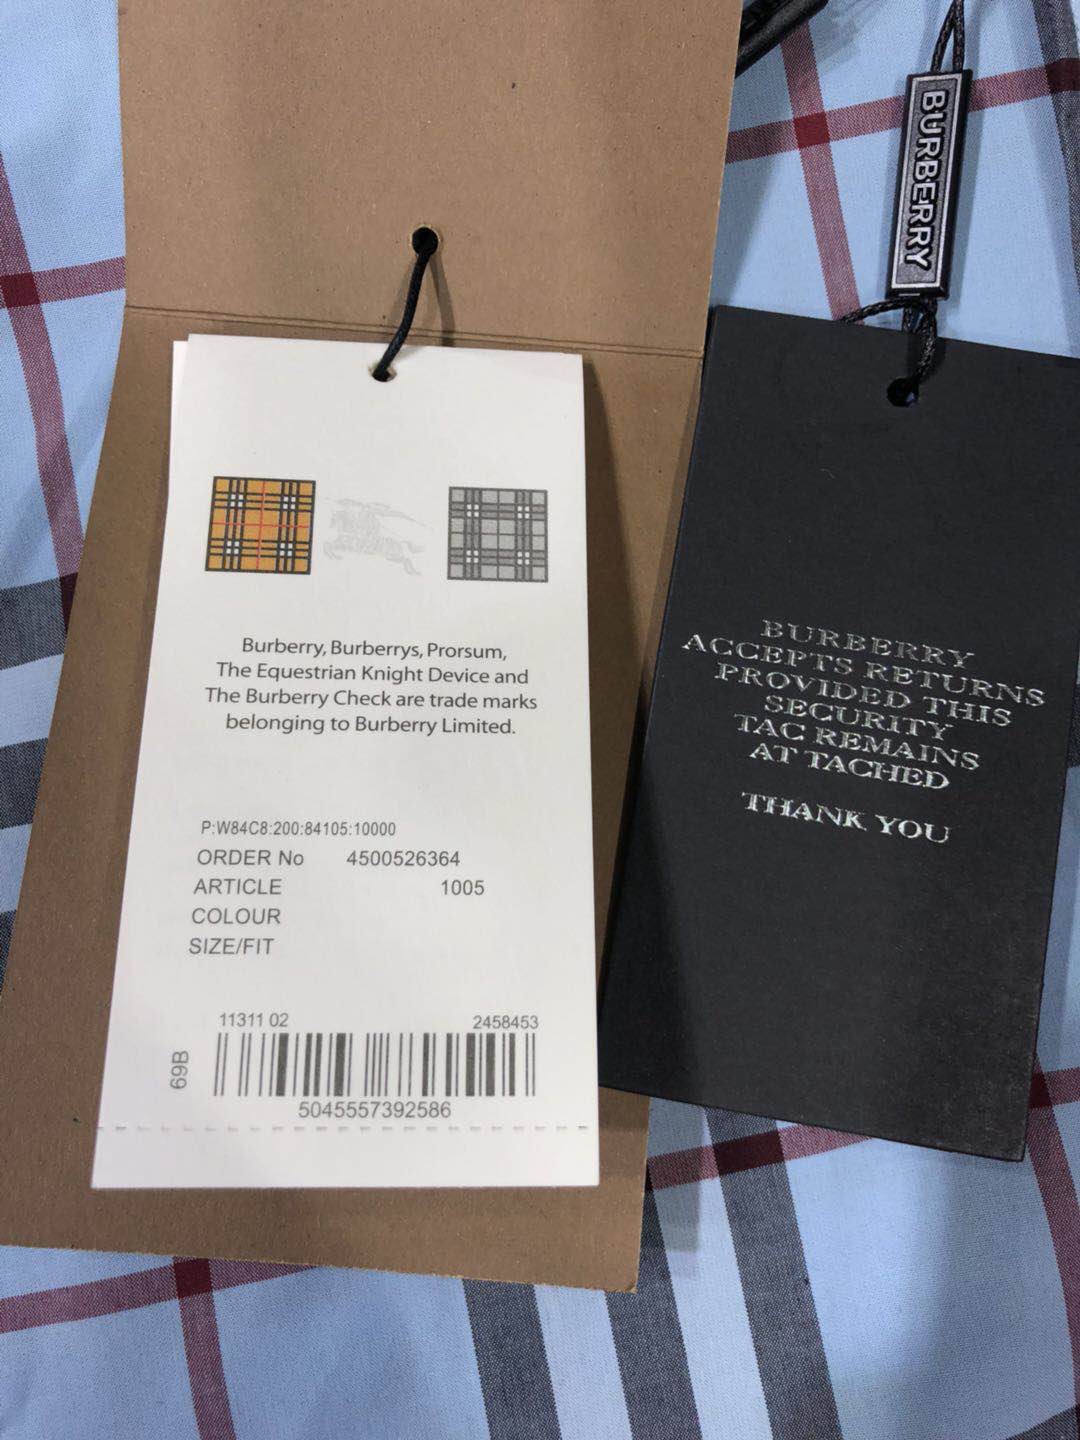 BURBERRY
Burberry, Burberrys, Prorsum,
The Equestrian Knight Device and
The Burberry Check are trade marks
belonging to Burberry Limited.
P:W84C8:200:84105:10000
ORDER No 4500526364
ARTICLE 1005
COLOUR
SIZE/FIT
11311 02 2458453
69B
5045557392586
BURBERRY
ACCEPTS RETURNS
PROVIDED THIS
SECURITY
TAC REMAINS
AT TACHED
THANK YOU